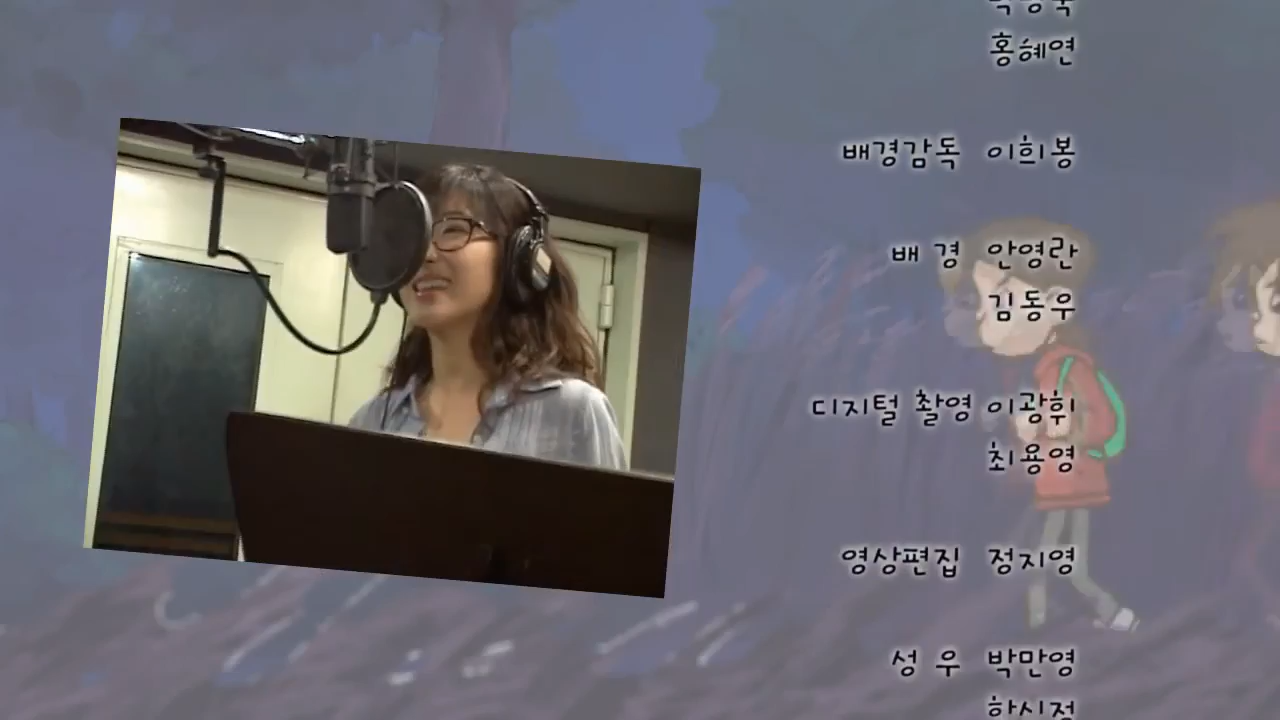 홍혜연
배경감독 이희봉
배 경 안영란
김동우
디지털 촬영 이광휘
최용영
영상편집 정지영
성 우 박만영